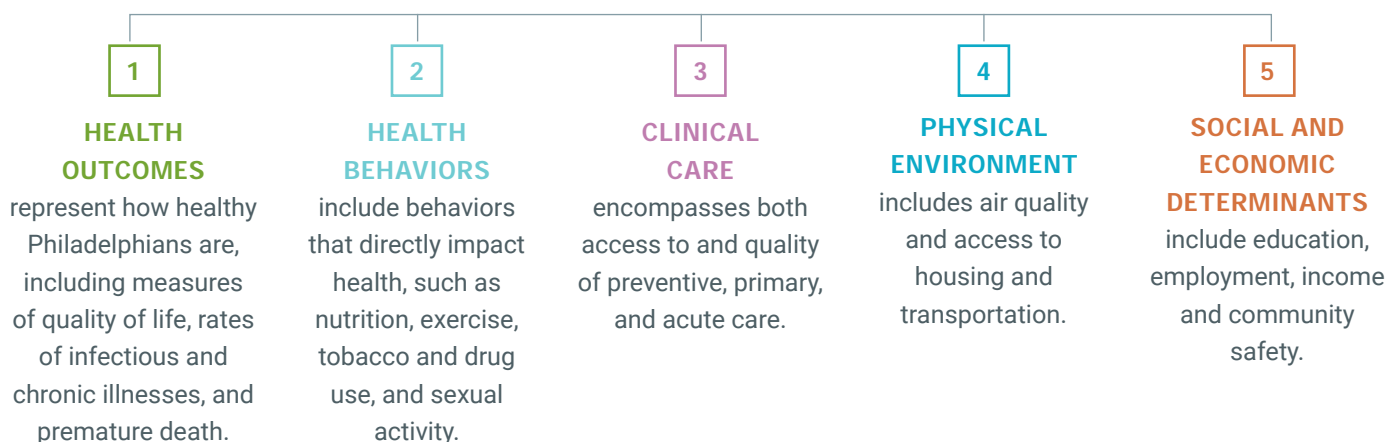 1
HEALTH
OUTCOMES
represent how healthy
Philadelphians are,
including measures
of quality of life, rates
of infectious and
chronic illnesses, and
premature death.
2
HEALTH
BEHAVIORS
include behaviors
that directly impact
health, such as
nutrition, exercise,
tobacco and drug
use, and sexual
activity.
3
CLINICAL
CARE
encompasses both
access to and quality
of preventive, primary,
and acute care.
4
PHYSICAL
ENVIRONMENT
includes air quality
and access to
housing and
transportation.
5
SOCIAL AND
ECONOMIC
DETERMINANTS
include education,
employment, income
and community
safety.